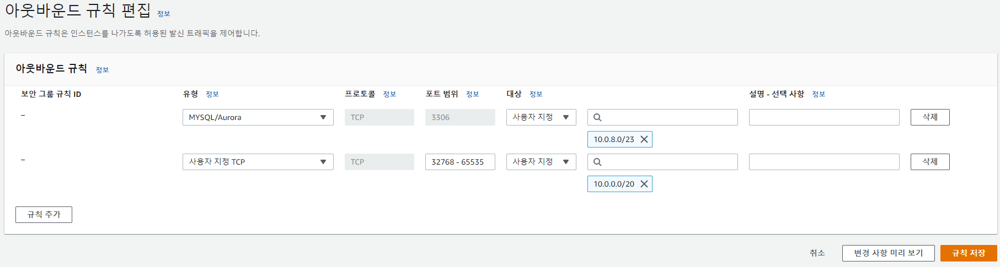 아웃바운드 규칙 편집 정보
아웃바운드 규칙은 인스턴스를 나가도록 허용된 발신 트래픽을 제어합니다.
아웃바운드 규칙 정보
보안 그룹 규칙 ID 유형 정보 프로토콜 정보 포트 범위 정보 대상 정보 설명 - 선택 사항 정보
– MYSQL/Aurora TCP 3306 사용자 지정 삭제
10.0.8.0/23
– 사용자 지정 TCP TCP 32768 - 65535 사용자 지정 삭제
10.0.0.0/20
규칙 추가
취소 변경 사항 미리 보기 규칙 저장